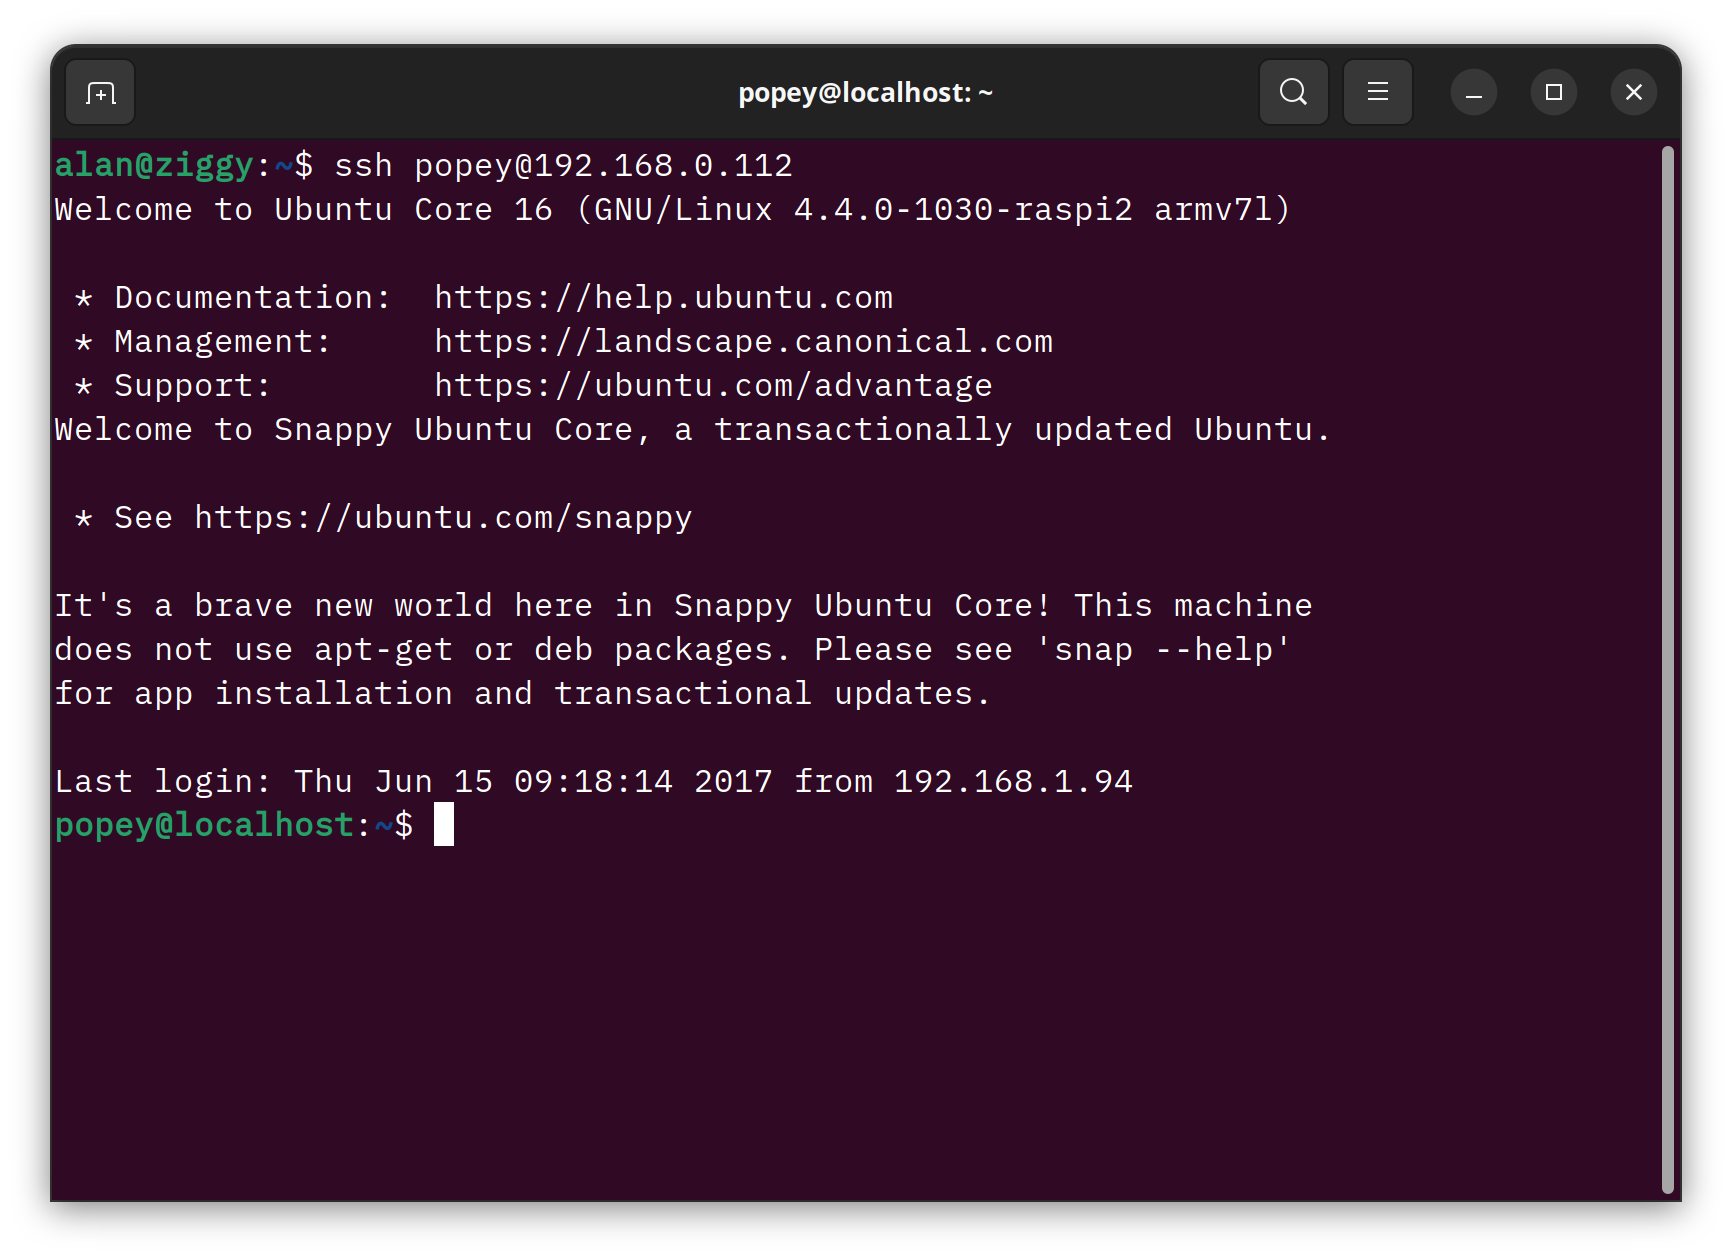 popey@localhost: ~
alan@ziggy:~$ ssh popey@192.168.0.112
Welcome to Ubuntu Core 16 (GNU/Linux 4.4.0-1030-raspi2 armv7l)
* Documentation:  https://help.ubuntu.com
* Management:     https://landscape.canonical.com
* Support:        https://ubuntu.com/advantage
Welcome to Snappy Ubuntu Core, a transactionally updated Ubuntu.
* See https://ubuntu.com/snappy
It's a brave new world here in Snappy Ubuntu Core! This machine
does not use apt-get or deb packages. Please see 'snap --help'
for app installation and transactional updates.
Last login: Thu Jun 15 09:18:14 2017 from 192.168.1.94
popey@localhost:~$